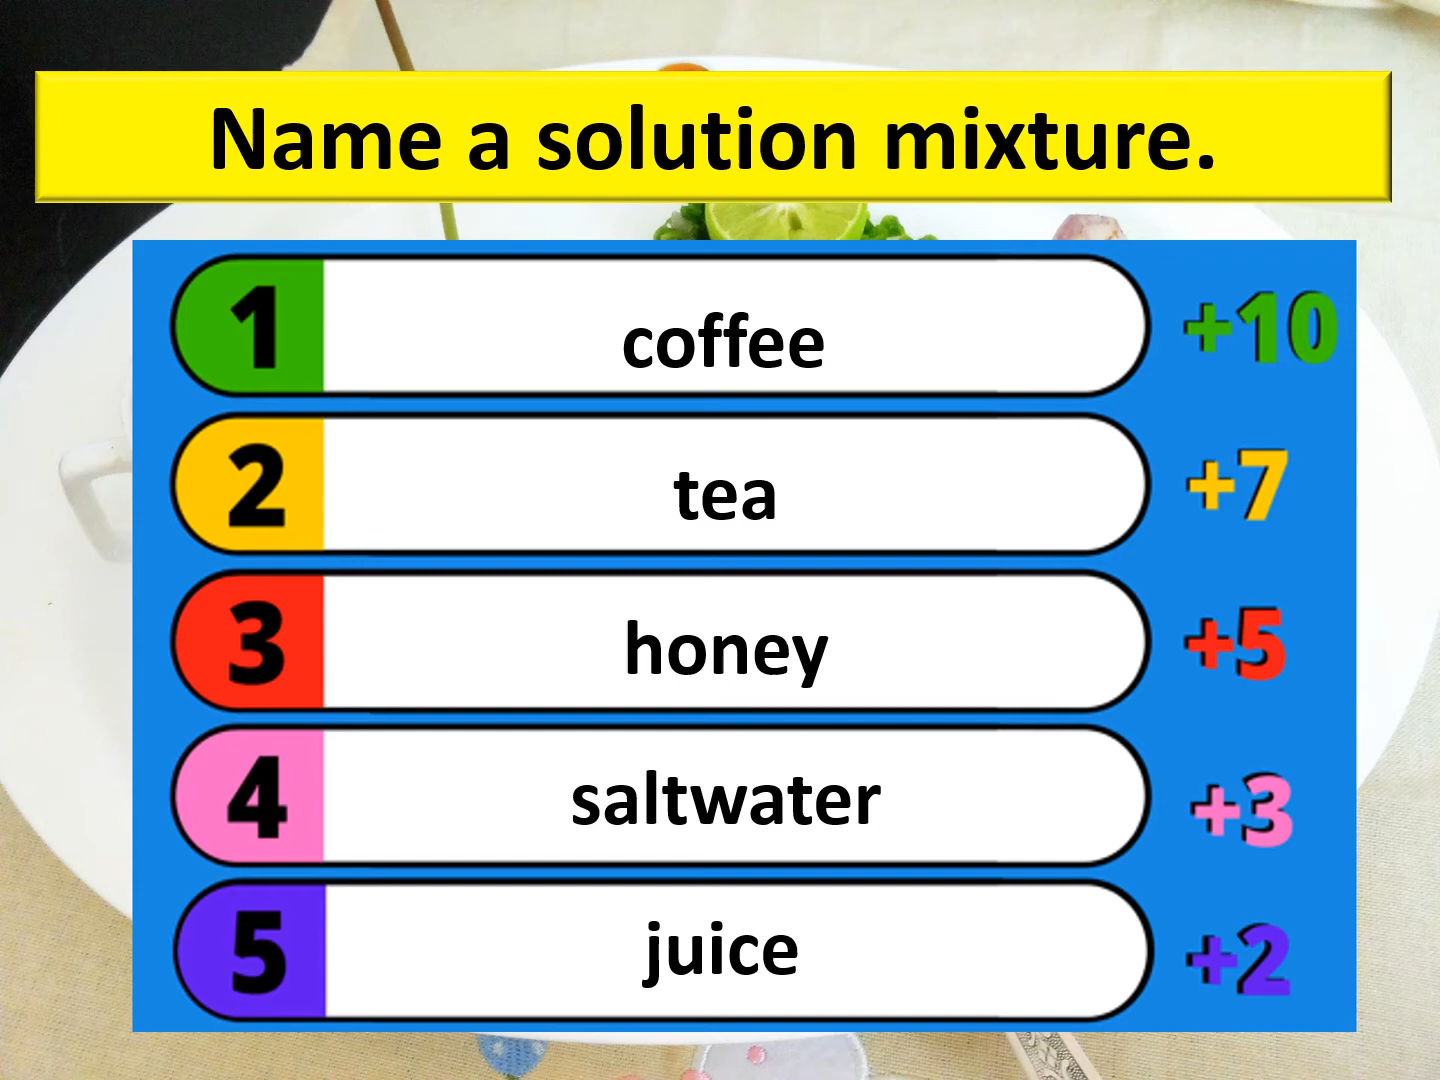 Name a solution mixture.
1 coffee +10
2 tea +7
3 honey +5
4 saltwater +3
5 juice +2